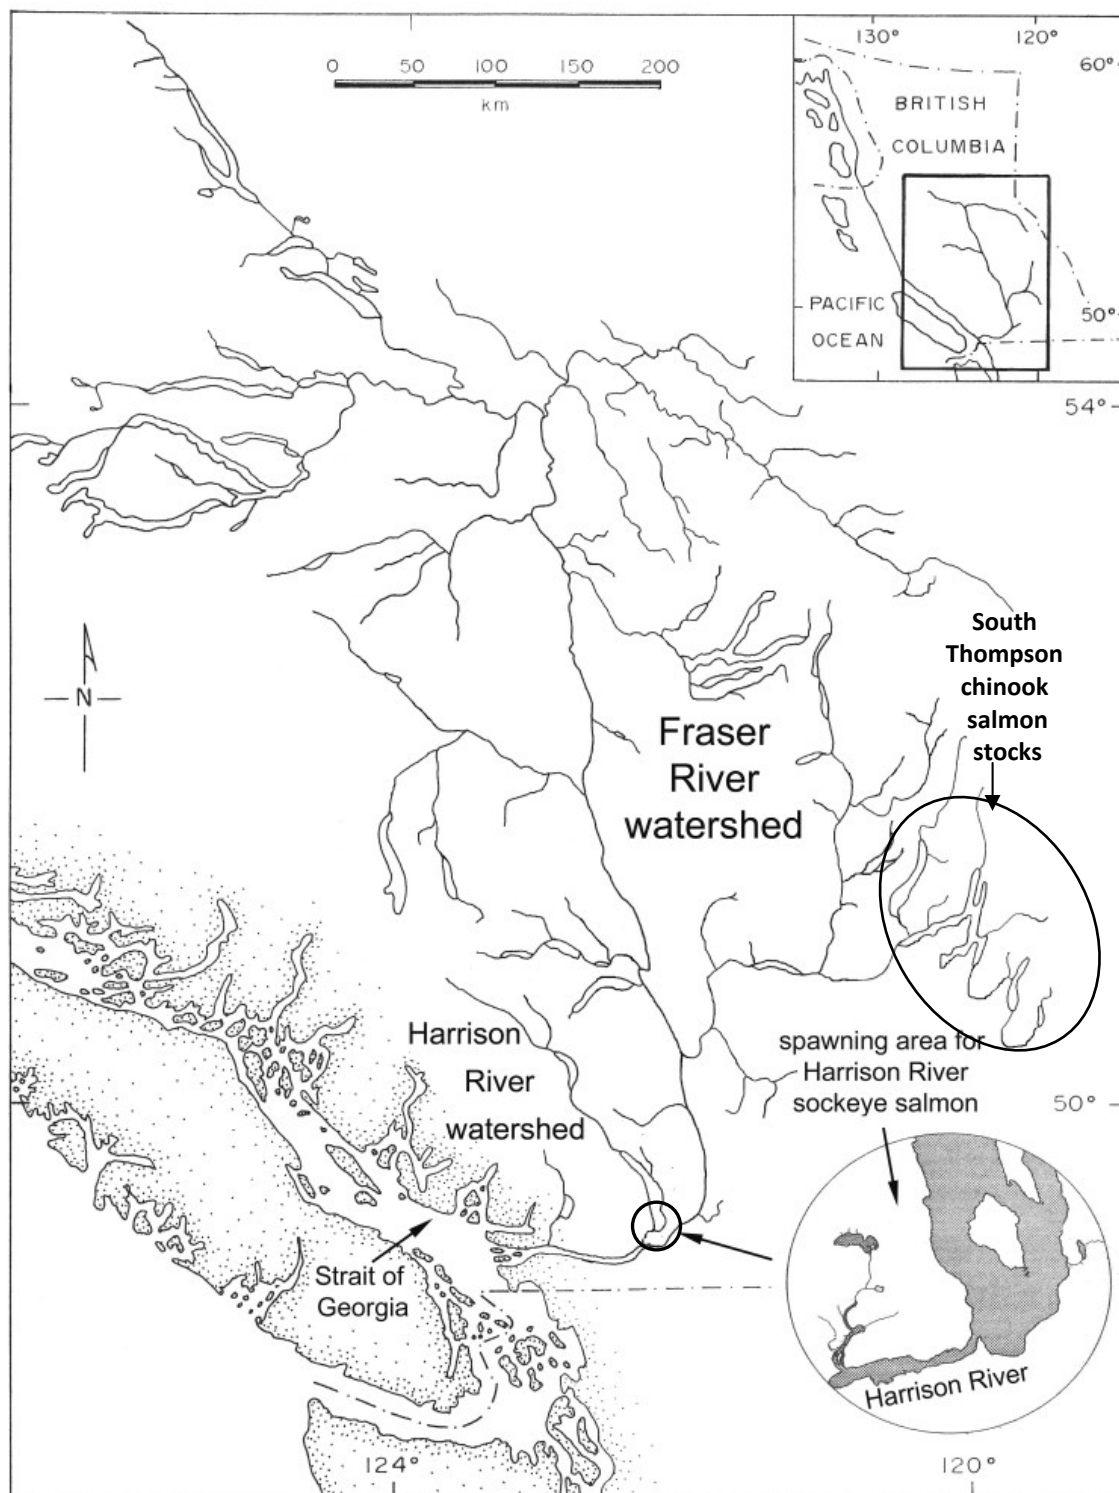 0 50 100 150 200
km
130° 120°
60°
BRITISH
COLUMBIA
PACIFIC
OCEAN
50°
54°
N
South
Thompson
chinook
salmon
stocks
Fraser
River
watershed
Harrison
River
watershed
spawning area for
Harrison River
sockeye salmon
50°
Strait of
Georgia
Harrison River
124° 120°